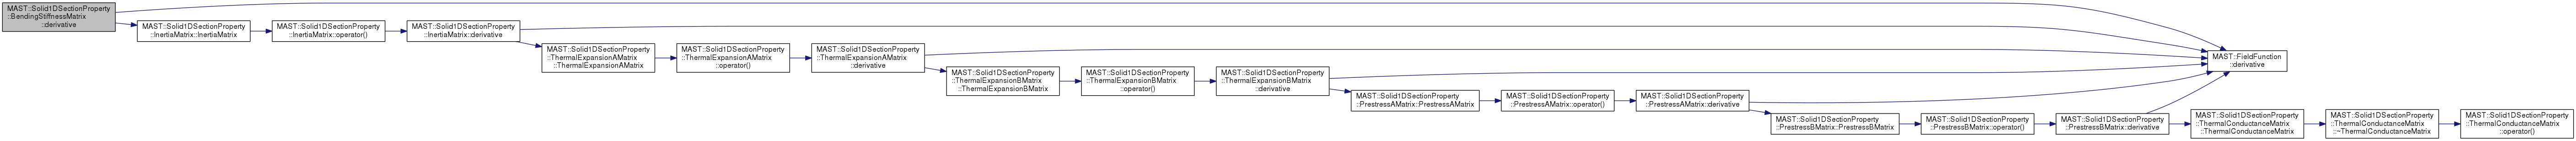 MAST::Solid1DSectionProperty
::BendingStiffnessMatrix
::derivative
MAST::Solid1DSectionProperty
::InertiaMatrix::InertiaMatrix
MAST::Solid1DSectionProperty
::InertiaMatrix::operator()
MAST::Solid1DSectionProperty
::InertiaMatrix::derivative
MAST::Solid1DSectionProperty
::ThermalExpansionAMatrix
::ThermalExpansionAMatrix
MAST::Solid1DSectionProperty
::ThermalExpansionAMatrix
::operator()
MAST::Solid1DSectionProperty
::ThermalExpansionAMatrix
::derivative
MAST::Solid1DSectionProperty
::ThermalExpansionBMatrix
::ThermalExpansionBMatrix
MAST::Solid1DSectionProperty
::ThermalExpansionBMatrix
::operator()
MAST::Solid1DSectionProperty
::ThermalExpansionBMatrix
::derivative
MAST::Solid1DSectionProperty
::PrestressAMatrix::PrestressAMatrix
MAST::Solid1DSectionProperty
::PrestressAMatrix::operator()
MAST::Solid1DSectionProperty
::PrestressAMatrix::derivative
MAST::Solid1DSectionProperty
::PrestressBMatrix::PrestressBMatrix
MAST::Solid1DSectionProperty
::PrestressBMatrix::operator()
MAST::Solid1DSectionProperty
::PrestressBMatrix::derivative
MAST::FieldFunction
::derivative
MAST::Solid1DSectionProperty
::ThermalConductanceMatrix
::ThermalConductanceMatrix
MAST::Solid1DSectionProperty
::ThermalConductanceMatrix
::~ThermalConductanceMatrix
MAST::Solid1DSectionProperty
::ThermalConductanceMatrix
::operator()